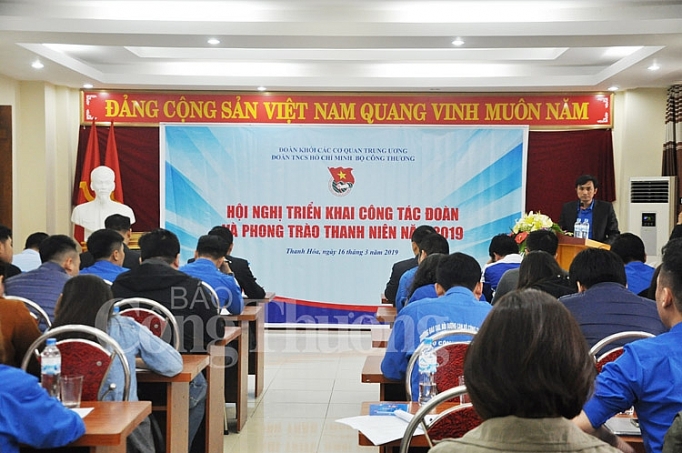 ĐẢNG CỘNG SẢN VIỆT NAM QUANG VINH MUÔN NĂM
ĐOÀN KHỐI CÁC CƠ QUAN TRUNG ƯƠNG
ĐOÀN TNCS HỒ CHÍ MINH BỘ CÔNG THƯƠNG
HỘI NGHỊ TRIỂN KHAI CÔNG TÁC ĐOÀN
VÀ PHONG TRÀO THANH NIÊN NĂM 2019
Thanh Hóa, ngày 16 tháng 3 năm 2019
BÁO
Công Thương